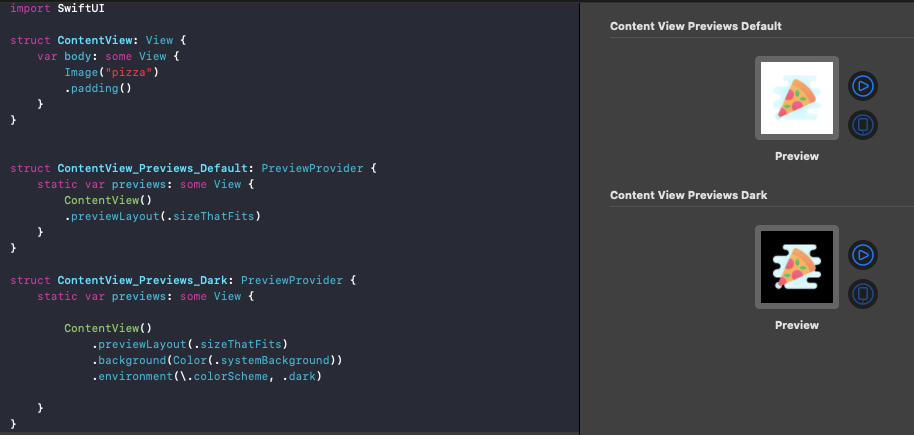 import SwiftUI
struct ContentView: View {
var body: some View {
Image("pizza")
.padding()
}
}
struct ContentView_Previews_Default: PreviewProvider {
static var previews: some View {
ContentView()
.previewLayout(.sizeThatFits)
}
}
struct ContentView_Previews_Dark: PreviewProvider {
static var previews: some View {
ContentView()
.previewLayout(.sizeThatFits)
.background(Color(.systemBackground))
.environment(\.colorScheme, .dark)
}
}
Content View Previews Default
Preview
Content View Previews Dark
Preview